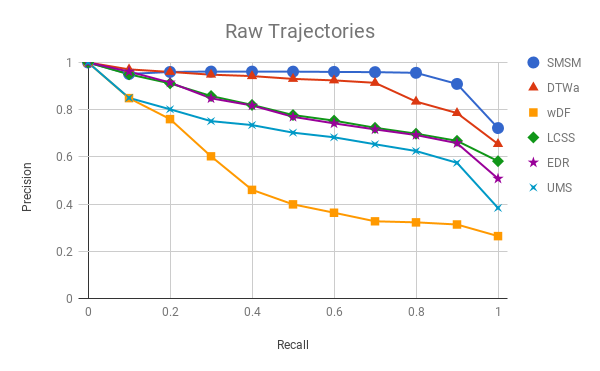 Raw Trajectories
Precision
1
0.8
0.6
0.4
0.2
0
0
0.2
0.4
0.6
0.8
1
Recall
SMSM
DTWa
wDF
LCSS
EDR
UMS